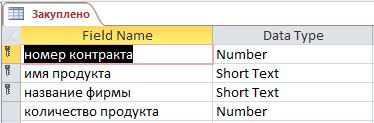 Закуплено
Field Name Data Type
номер контракта Number
имя продукта Short Text
название фирмы Short Text
количество продукта Number